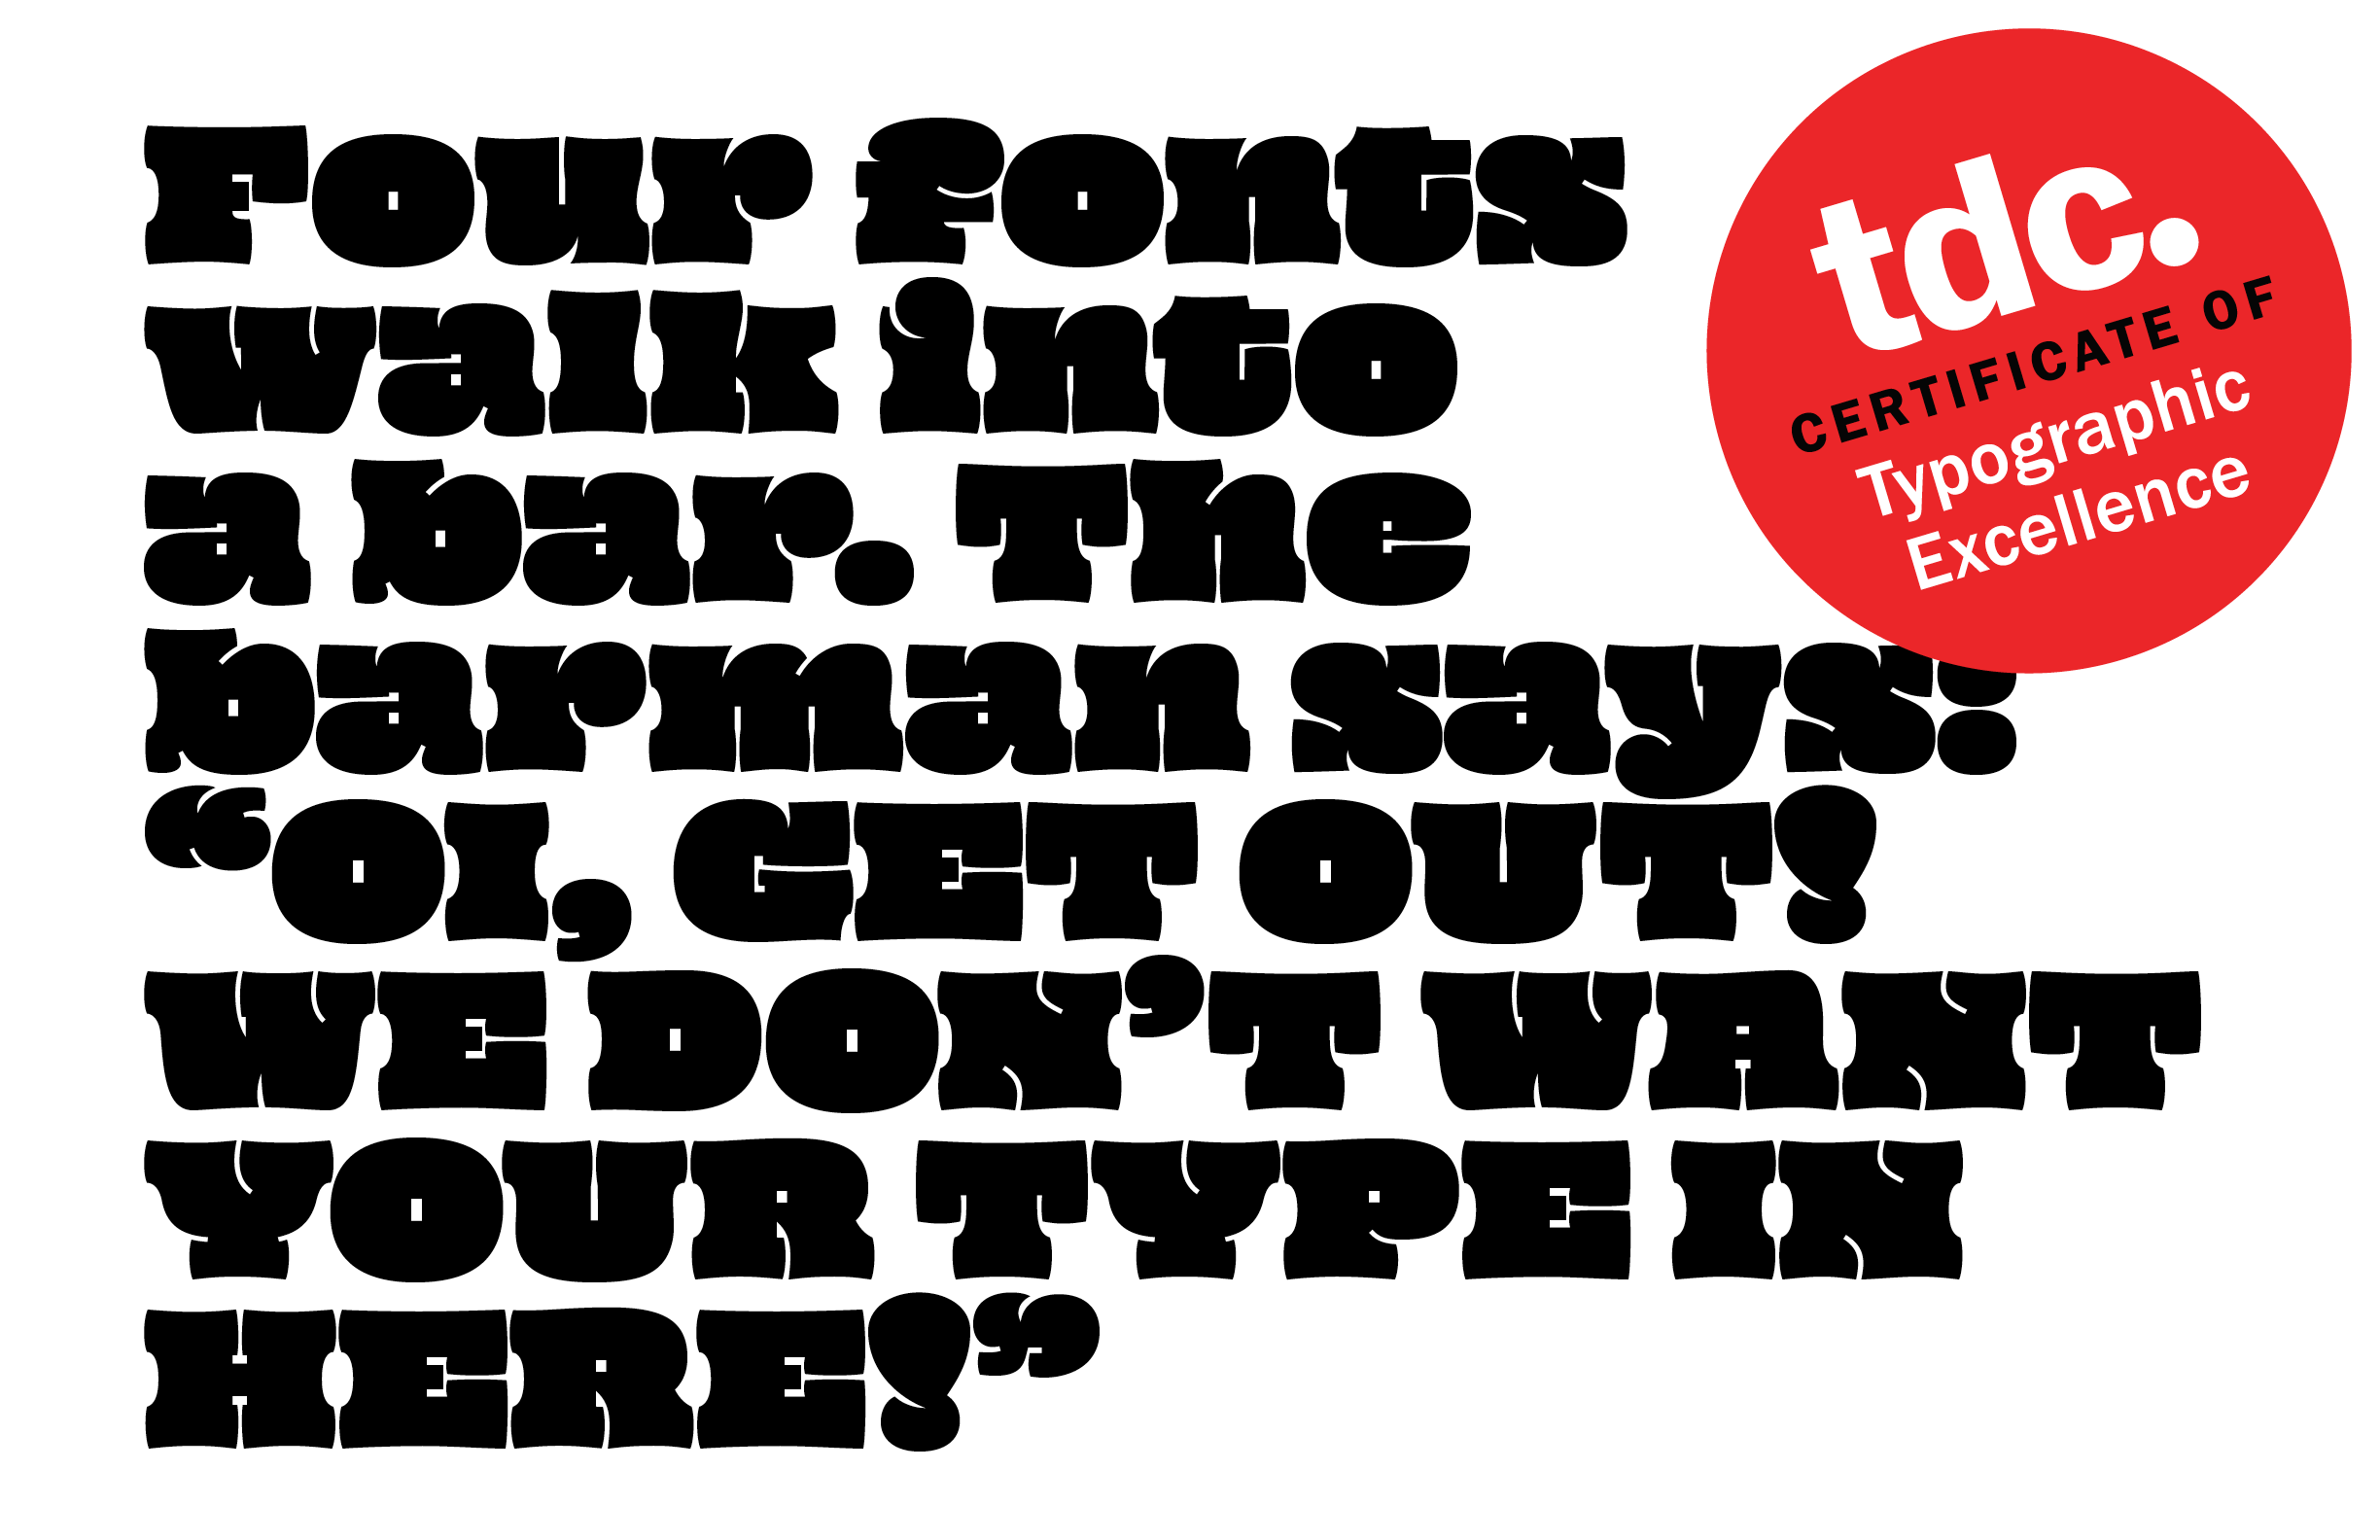 Four fonts
walk into
a bar. The
barman says:
“OI, GET OUT!
WE DON’T WANT
YOUR TYPE IN
HERE!”
tdc.
CERTIFICATE OF
Typographic
Excellence